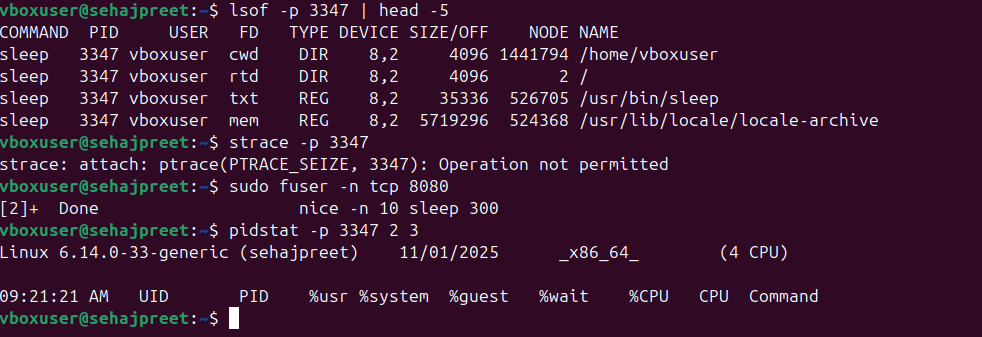 vboxuser@sehajpreet:~$ lsof -p 3347 | head -5
COMMAND  PID     USER   FD   TYPE DEVICE SIZE/OFF    NODE NAME
sleep   3347 vboxuser  cwd    DIR    8,2     4096 1441794 /home/vboxuser
sleep   3347 vboxuser  rtd    DIR    8,2     4096       2 /
sleep   3347 vboxuser  txt    REG    8,2    35336  526705 /usr/bin/sleep
sleep   3347 vboxuser  mem    REG    8,2  5719296  524368 /usr/lib/locale/locale-archive
vboxuser@sehajpreet:~$ strace -p 3347
strace: attach: ptrace(PTRACE_SEIZE, 3347): Operation not permitted
vboxuser@sehajpreet:~$ sudo fuser -n tcp 8080
[2]+  Done                    nice -n 10 sleep 300
vboxuser@sehajpreet:~$ pidstat -p 3347 2 3
Linux 6.14.0-33-generic (sehajpreet)    11/01/2025      _x86_64_        (4 CPU)
09:21:21 AM   UID       PID    %usr %system  %guest   %wait    %CPU   CPU  Command
vboxuser@sehajpreet:~$